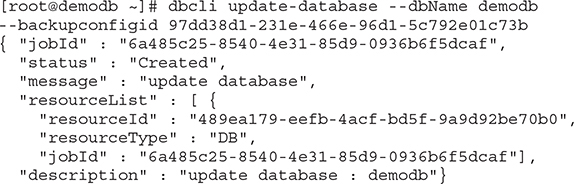 [root@demodb ~]# dbcli update-database --dbName demodb
--backupconfigid 97dd38d1-231e-466e-96d1-5c792e01c73b
{ "jobId" : "6a485c25-8540-4e31-85d9-0936b6f5dcaf",
"status" : "Created",
"message" : "update database",
"resourceList" : [ {
"resourceId" : "489ea179-eefb-4acf-bd5f-9a9d92be70b0",
"resourceType" : "DB",
"jobId" : "6a485c25-8540-4e31-85d9-0936b6f5dcaf"],
"description" : "update database : demodb"}